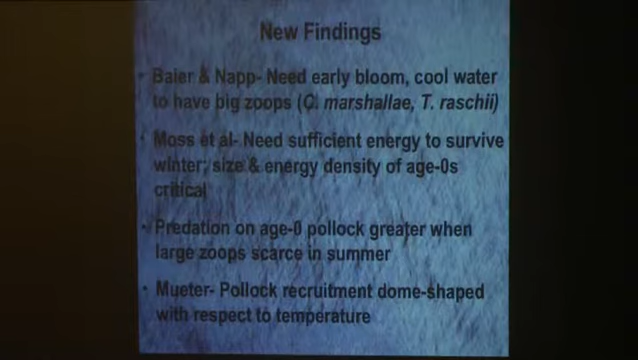 New Findings
• Baier & Napp- Need early bloom, cool water
to have big zoops (C. marshallae, T. raschii)
• Moss et al- Need sufficient energy to survive
winter; size & energy density of age-0s
critical
• Predation on age-0 pollock greater when
large zoops scarce in summer
• Mueter- Pollock recruitment dome-shaped
with respect to temperature